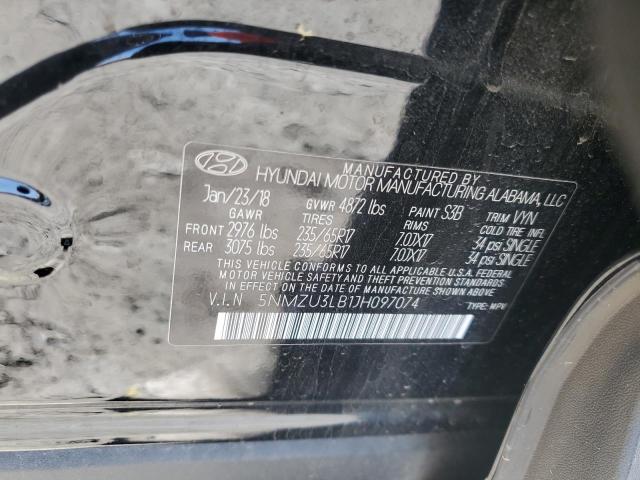 MANUFACTURED BY
HYUNDAI MOTOR MANUFACTURING ALABAMA, LLC
Jan/23/18 GVWR 4872 lbs PAINT S3B TRIM VYN
GAWR TIRES RIMS COLD TIRE INFL
FRONT 2976 lbs 235/65R17 7.0JX17 34 psi SINGLE
REAR 3075 lbs 235/65R17 7.0JX17 34 psi SINGLE
THIS VEHICLE CONFORMS TO ALL APPLICABLE U.S.A. FEDERAL
MOTOR VEHICLE SAFETY AND THEFT PREVENTION STANDARDS
IN EFFECT ON THE DATE OF MANUFACTURE SHOWN ABOVE
V.I.N 5NMZU3LB1JH097074 TYPE: MPV